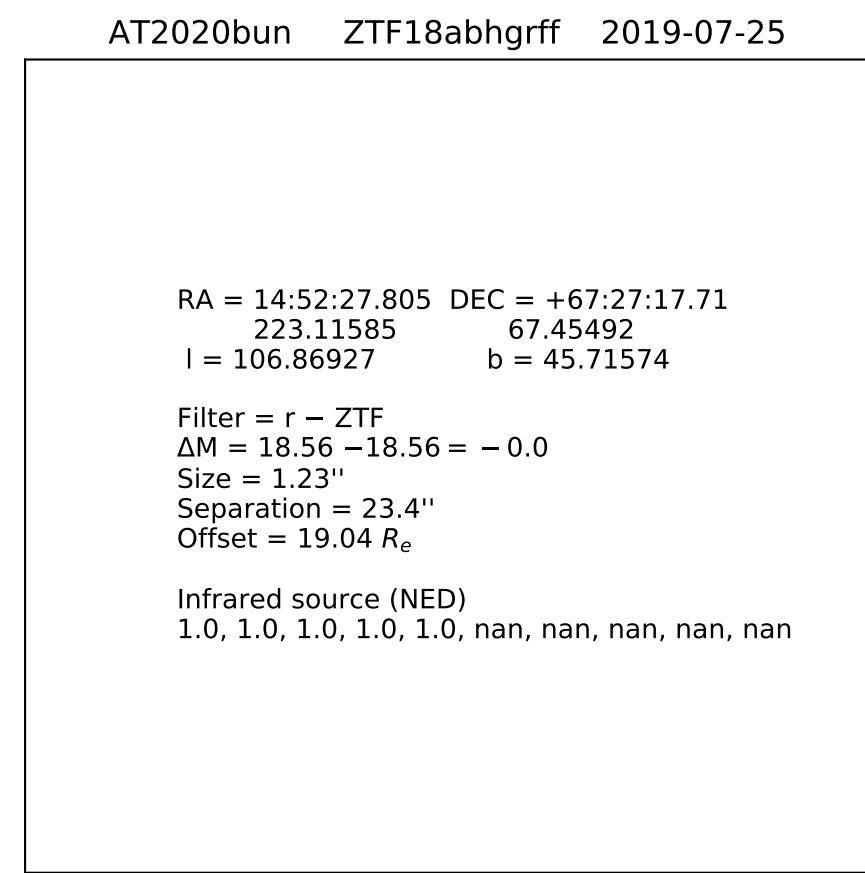 AT2020bun ZTF18abhgrff 2019-07-25
RA = 14:52:27.805 DEC = +67:27:17.71
223.11585 67.45492
l = 106.86927 b = 45.71574
Filter = r − ZTF
ΔM = 18.56 −18.56 = − 0.0
Size = 1.23''
Separation = 23.4''
Offset = 19.04 Re
Infrared source (NED)
1.0, 1.0, 1.0, 1.0, 1.0, nan, nan, nan, nan, nan